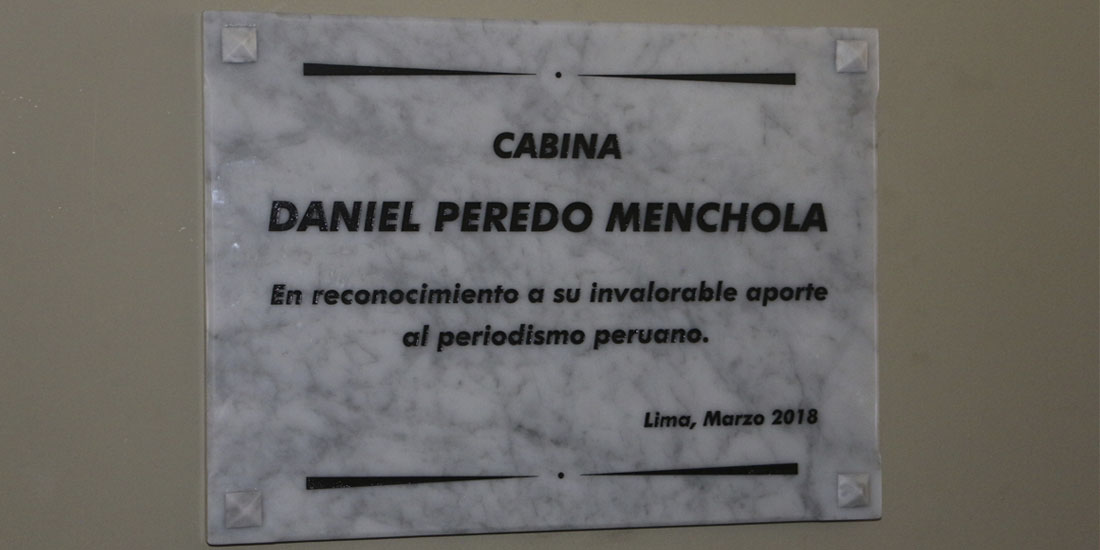 CABINA
DANIEL PEREDO MENCHOLA
En reconocimiento a su invalorable aporte
al periodismo peruano.
Lima, Marzo 2018